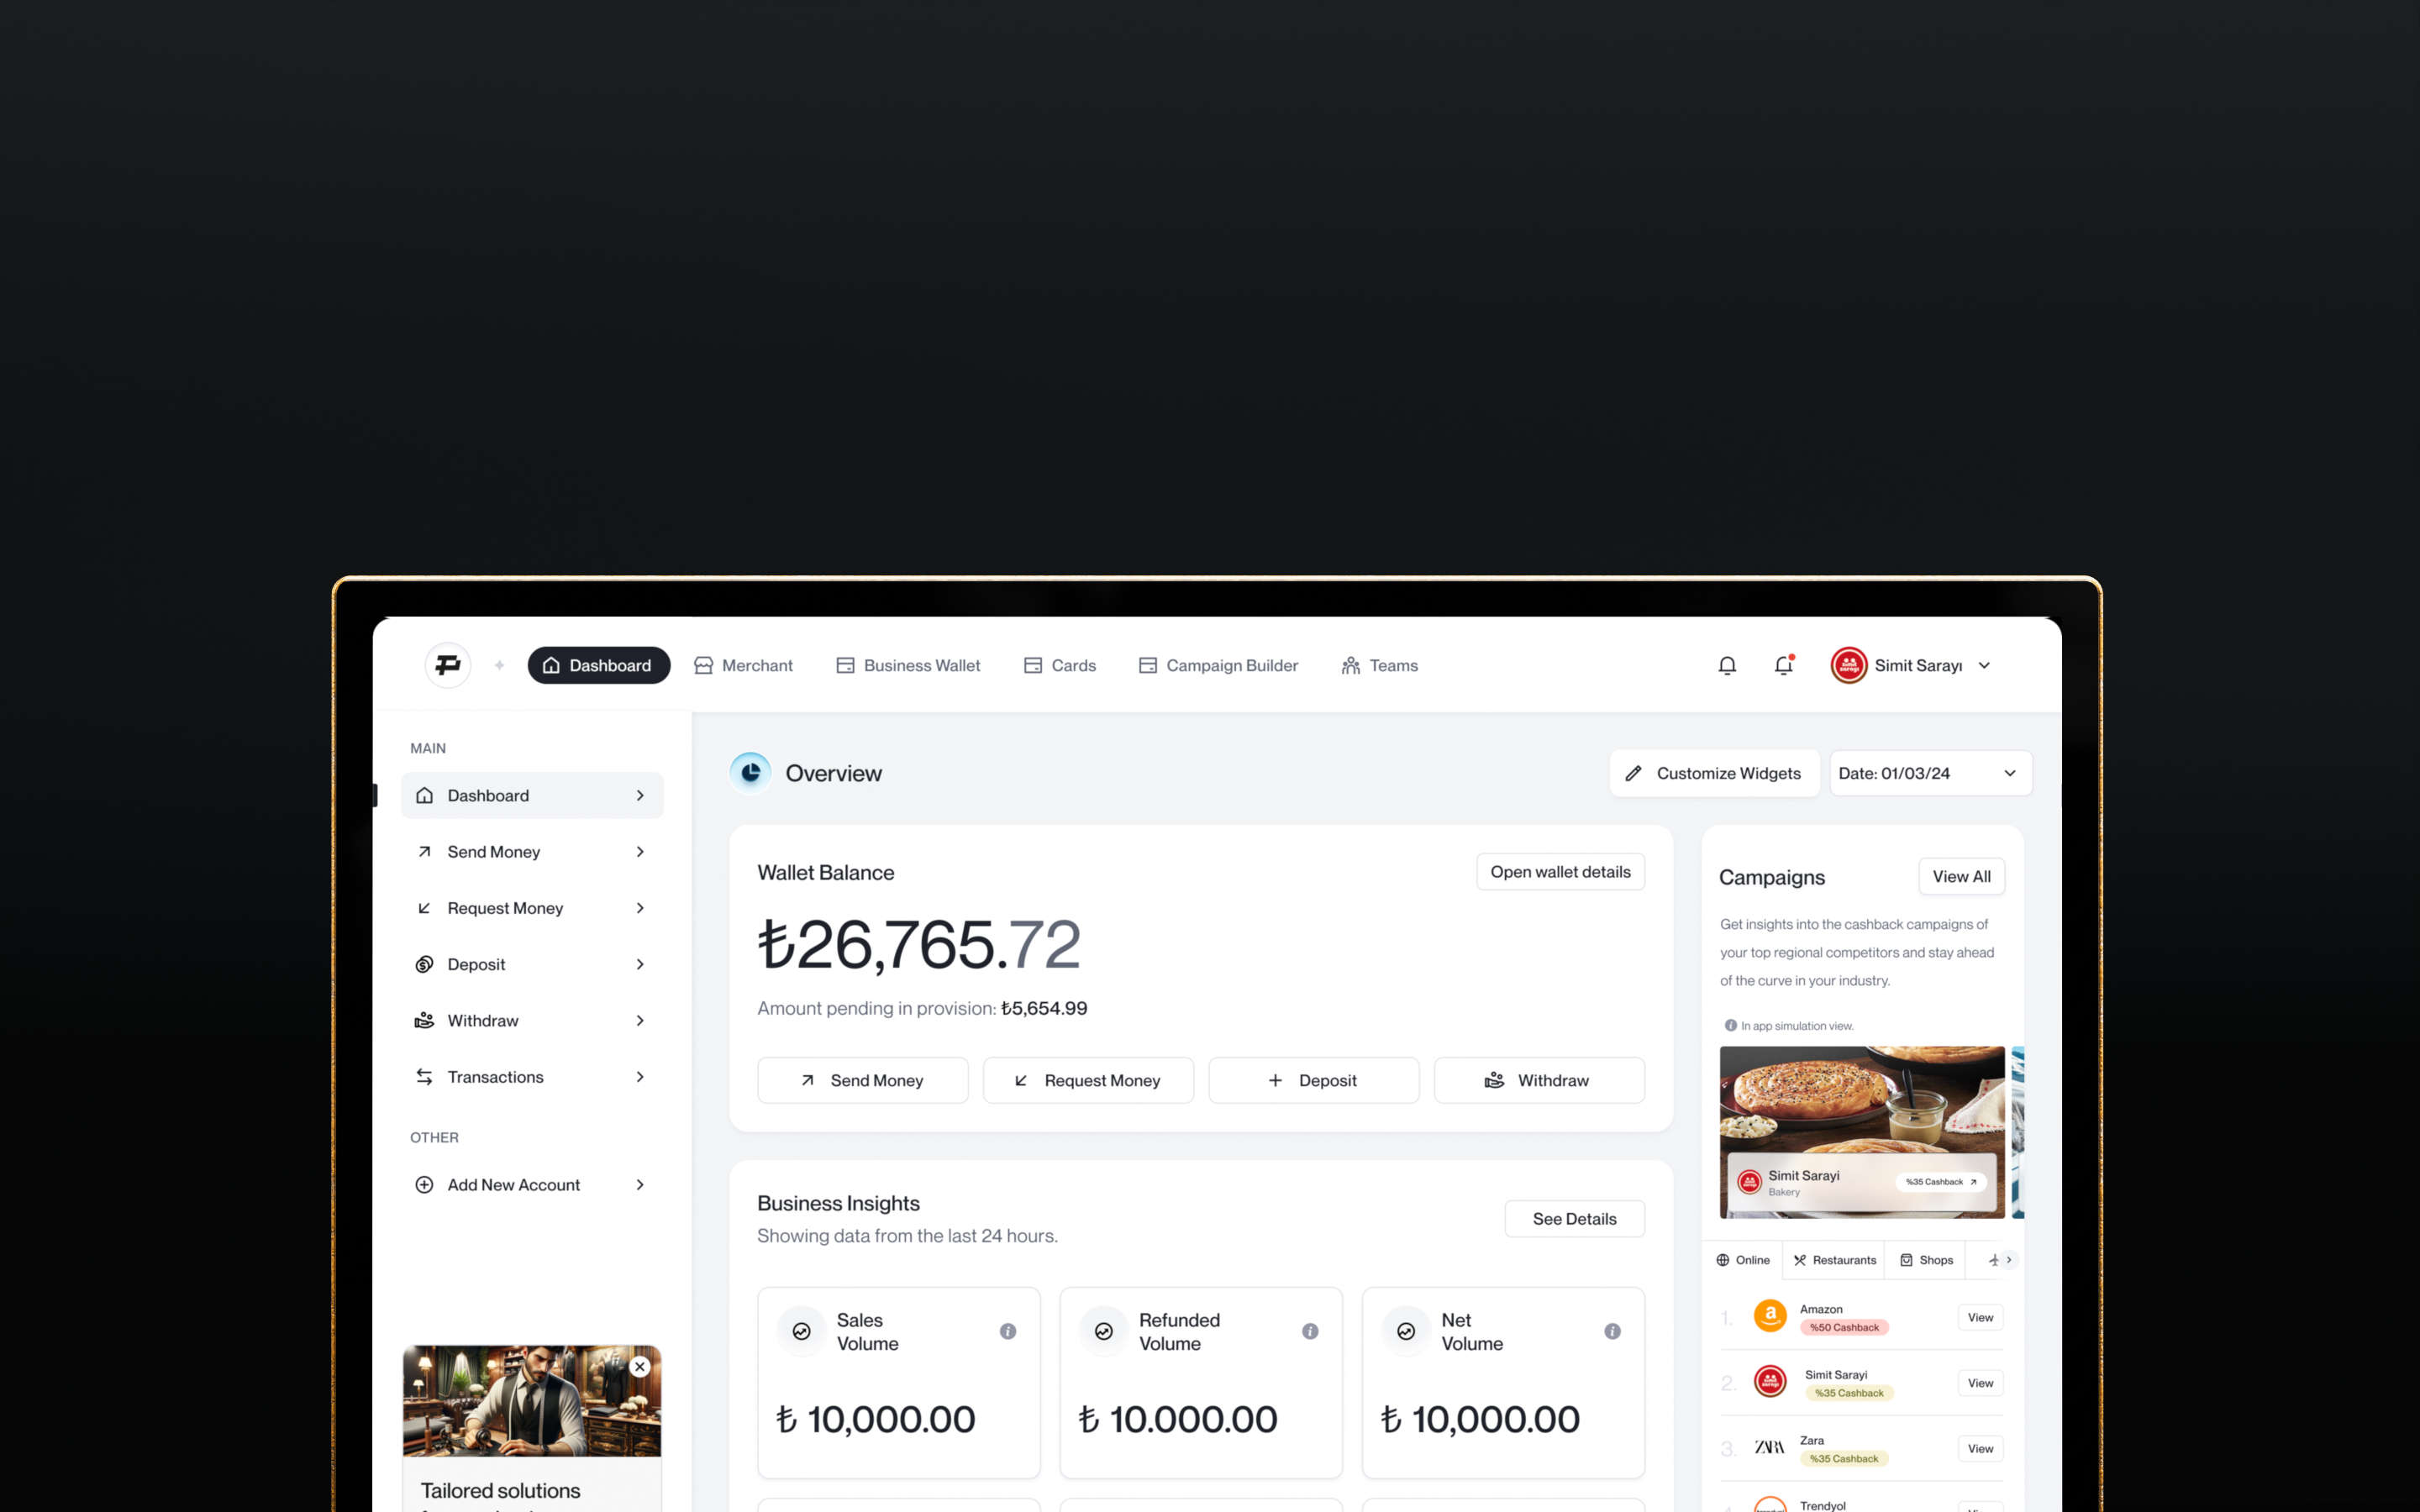 Dashboard
Merchant
Business Wallet
Cards
Campaign Builder
Teams
Simit Sarayı
MAIN
Dashboard
Send Money
Request Money
Deposit
Withdraw
Transactions
OTHER
Add New Account
Tailored solutions
Overview
Customize Widgets
Date: 01/03/24
Wallet Balance
Open wallet details
₺26,765.72
Amount pending in provision: ₺5,654.99
Send Money
Request Money
Deposit
Withdraw
Business Insights
Showing data from the last 24 hours.
See Details
Sales
Volume
₺ 10,000.00
Refunded
Volume
₺ 10.000.00
Net
Volume
₺ 10,000.00
Campaigns
View All
Get insights into the cashback campaigns of
your top regional competitors and stay ahead
of the curve in your industry.
In app simulation view.
Simit Sarayi
Bakery
%35 Cashback
Online
Restaurants
Shops
1.
Amazon
%50 Cashback
View
2.
Simit Sarayi
%35 Cashback
View
3.
ZARA
Zara
%35 Cashback
View
Trendyol